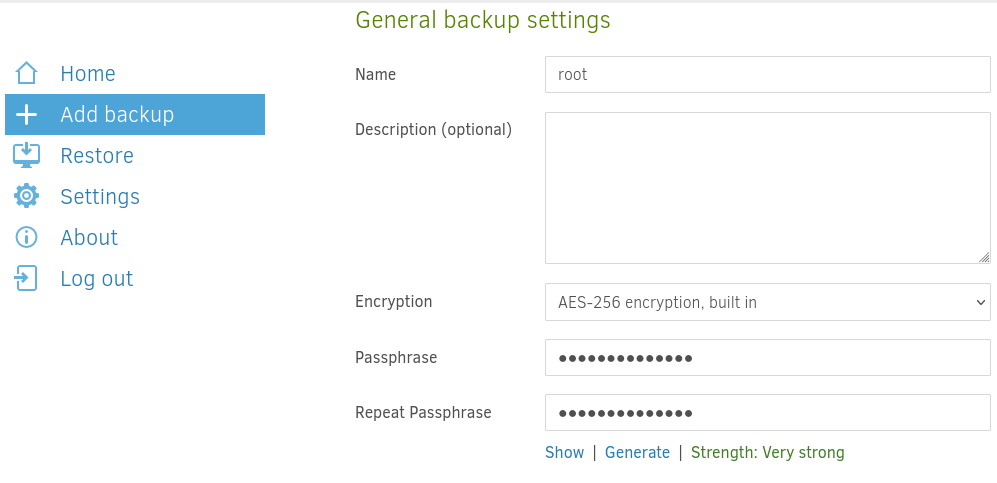 General backup settings
Home
Add backup
Restore
Settings
About
Log out
Name
root
Description (optional)
Encryption
AES-256 encryption, built in
Passphrase
●●●●●●●●●●●●●●
Repeat Passphrase
●●●●●●●●●●●●●●
Show | Generate | Strength: Very strong